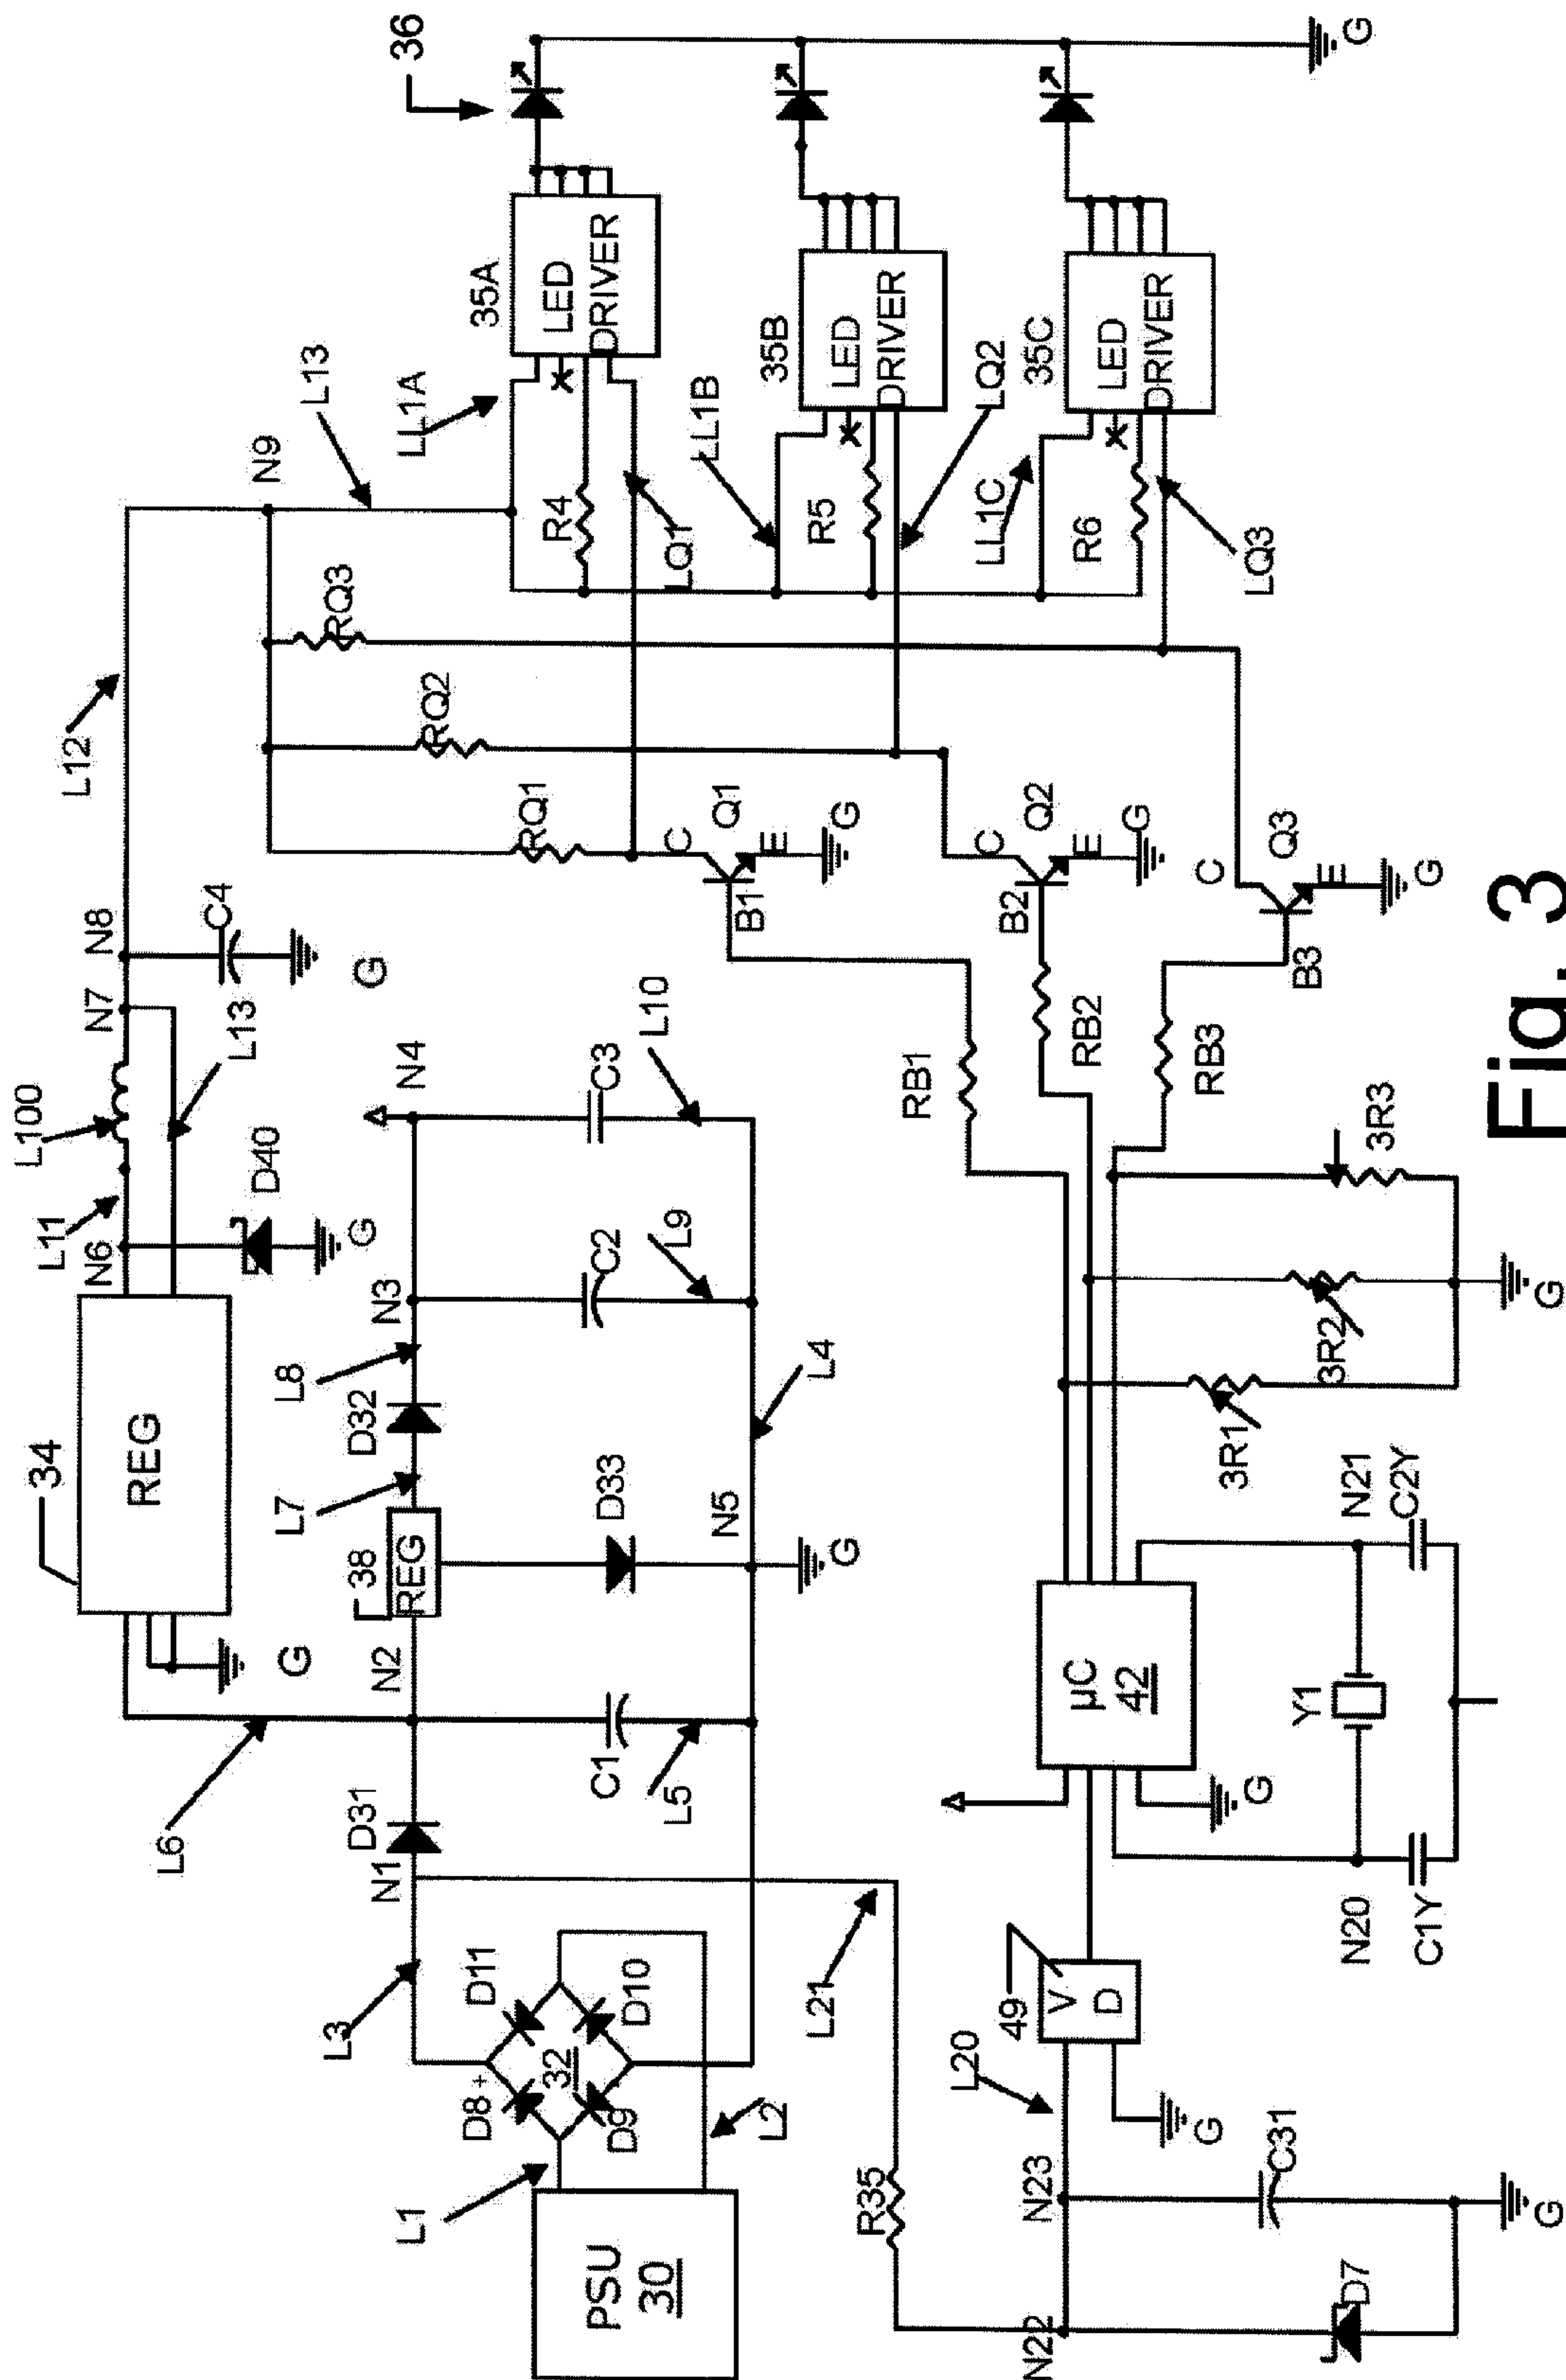 36
G
35A
LED
DRIVER
35B
LED
DRIVER
35C
LED
DRIVER
LL1A
L13
N9
R4
LQ1
LL1B
R5
LQ2
LL1C
R6
LQ3
RQ3
RQ2
RQ1
L12
C
Q1
E
G
B1
C
Q2
E
G
B2
C
Q3
E
G
B3
N8
C4
G
N7
L13
L100
L11
D40
N6
G
34
REG
N4
C3
L10
N3
C2
L9
L8
D32
L4
L7
D33
N5
38
REG
G
N2
G
C1
L5
L6
D31
N1
L3
D11
D10
32
D8
+
D9
L1
L2
PSU
30
L21
R35
RB1
RB2
RB3
3R3
3R2
3R1
G
µC
42
G
N21
C2Y
Y1
N20
C1Y
49
V
D
G
L20
N23
C31
N22
D7
G
Fig. 3